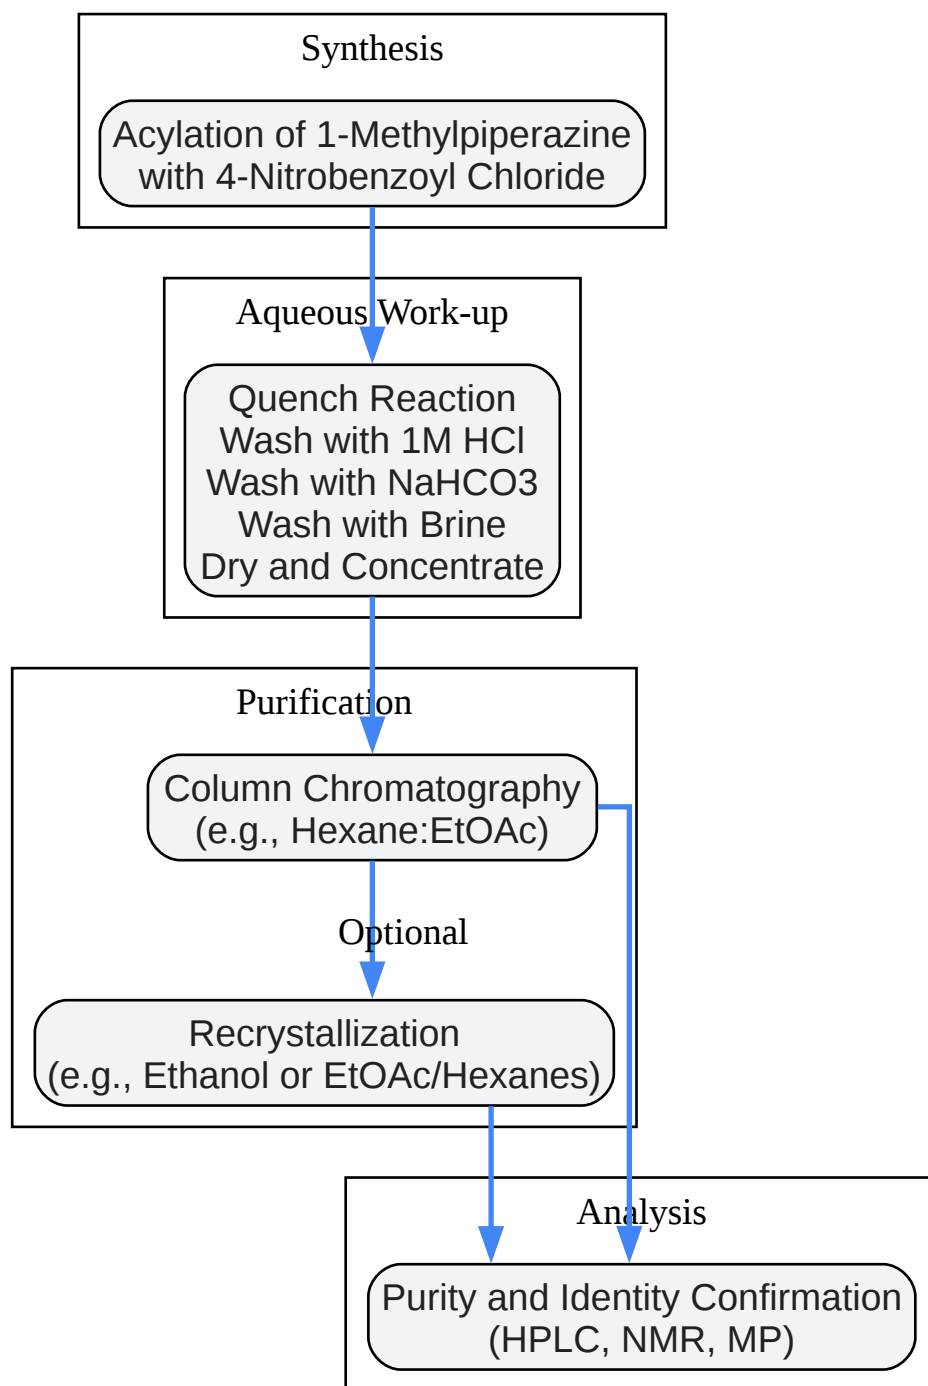 Synthesis
Acylation of 1-Methylpiperazine
with 4-Nitrobenzoyl Chloride
Aqueous Work-up
Quench Reaction
Wash with 1M HCl
Wash with NaHCO3
Wash with Brine
Dry and Concentrate
Purification
Column Chromatography
(e.g., Hexane:EtOAc)
Optional
Recrystallization
(e.g., Ethanol or EtOAc/Hexanes)
Analysis
Purity and Identity Confirmation
(HPLC, NMR, MP)